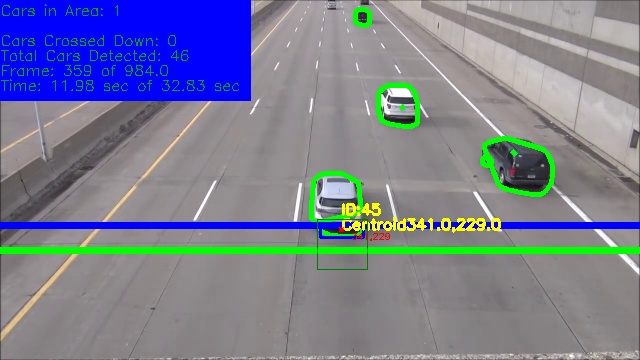 Cars in Area: 1
Cars Crossed Down: 0
Total Cars Detected: 46
Frame: 359 of 984.0
Time: 11.98 sec of 32.83 sec
ID:45
Centroid341.0,229.0